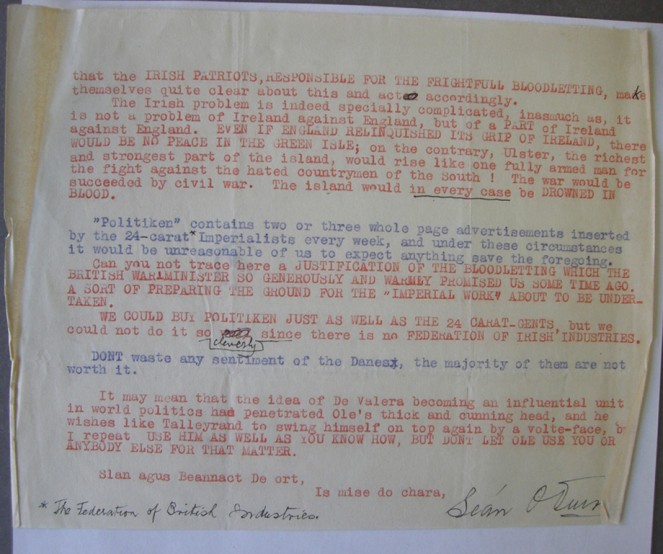 that the IRISH PATRIOTS,RESPONSIBLE FOR THE FRIGHTFULL BLOODLETTING, make
themselves quite clear about this and act accordingly.
The Irish problem is indeed specially complicated, inasmuch as, it
is not a problem of Ireland against England, but of a PART of Ireland
against England. EVEN IF ENGLAND RELINQUISHED ITS GRIP OF IRELAND, there
WOULD BE NO PEACE IN THE GREEN ISLE; on the contrary, Ulster, the richest
and strongest part of the island, would rise like one fully armed man for
the fight against the hated countrymen of the South ! The war would be
succeeded by civil war. The island would in every case be DROWNED IN
BLOOD.
"Politiken" contains two or three whole page advertisements inserted
by the 24-carat* Imperialists every week, and under these circumstances
it would be unreasonable of us to expect anything save the foregoing.
Can you not trace here a JUSTIFICATION OF THE BLOODLETTING WHICH THE
BRITISH WAR-MINISTER SO GENEROUSLY AND WARMLY PROMISED US SOME TIME AGO.
A SORT OF PREPARING THE GROUND FOR THE "IMPERIAL WORK" ABOUT TO BE UNDER-
TAKEN.
WE COULD BUY POLITIKEN JUST AS WELL AS THE 24 CARAT-GENTS, but we
could not do it so cleverly since there is no FEDERATION OF IRISH INDUSTRIES.
DONT waste any sentiment of the Danes, the majority of them are not
worth it.
It may mean that the idea of De Valera becoming an influential unit
in world politics has penetrated Ole's thick and cunning head, and he
wishes like Talleyrand to swing himself on top again by a volte-face, b
I repeat USE HIM AS WELL AS YOU KNOW HOW, BUT DONT LET OLE USE YOU OR
ANYBODY ELSE FOR THAT MATTER.
Slan agus Beannact De ort,
Is mise do chara,
Seán O
* The Federation of British Industries.